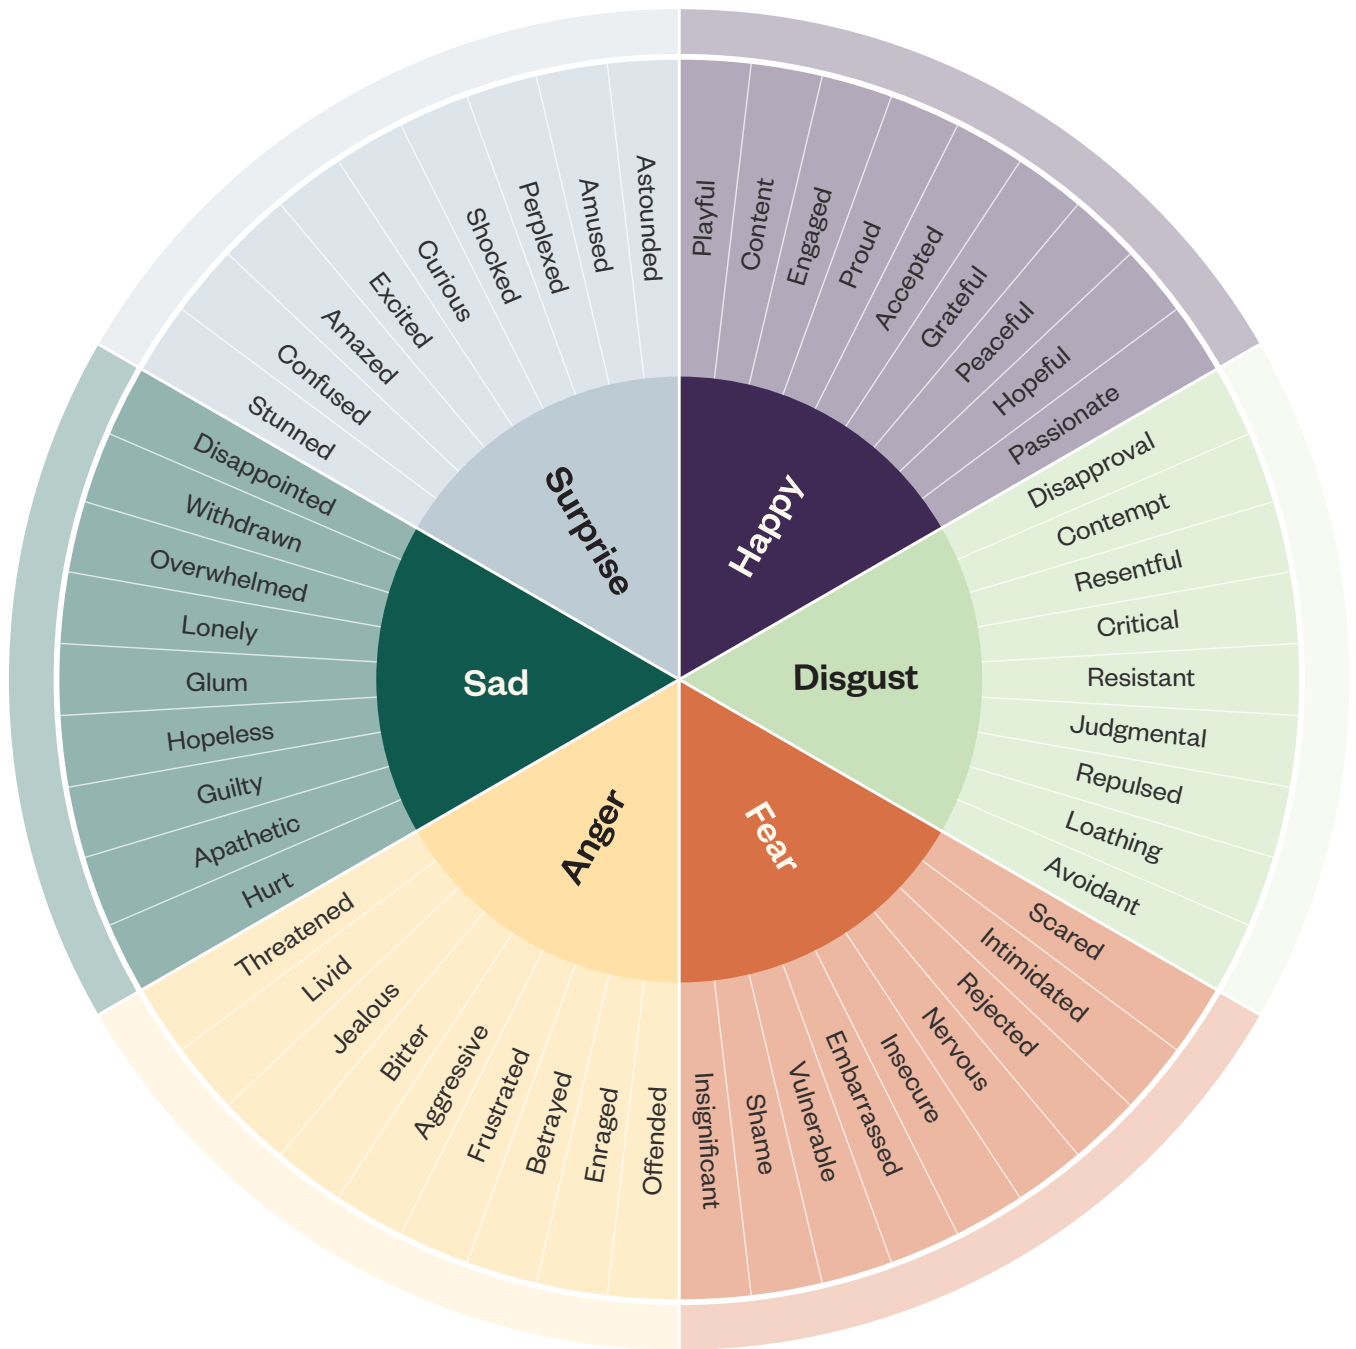 Happy
Playful
Content
Engaged
Proud
Accepted
Grateful
Peaceful
Hopeful
Passionate
Disgust
Disapproval
Contempt
Resentful
Critical
Resistant
Judgmental
Repulsed
Loathing
Avoidant
Fear
Scared
Intimidated
Rejected
Nervous
Insecure
Embarrassed
Vulnerable
Shame
Insignificant
Anger
Offended
Enraged
Betrayed
Frustrated
Aggressive
Bitter
Jealous
Livid
Threatened
Sad
Hurt
Apathetic
Guilty
Hopeless
Glum
Lonely
Overwhelmed
Withdrawn
Disappointed
Surprise
Stunned
Confused
Amazed
Excited
Curious
Shocked
Perplexed
Amused
Astounded